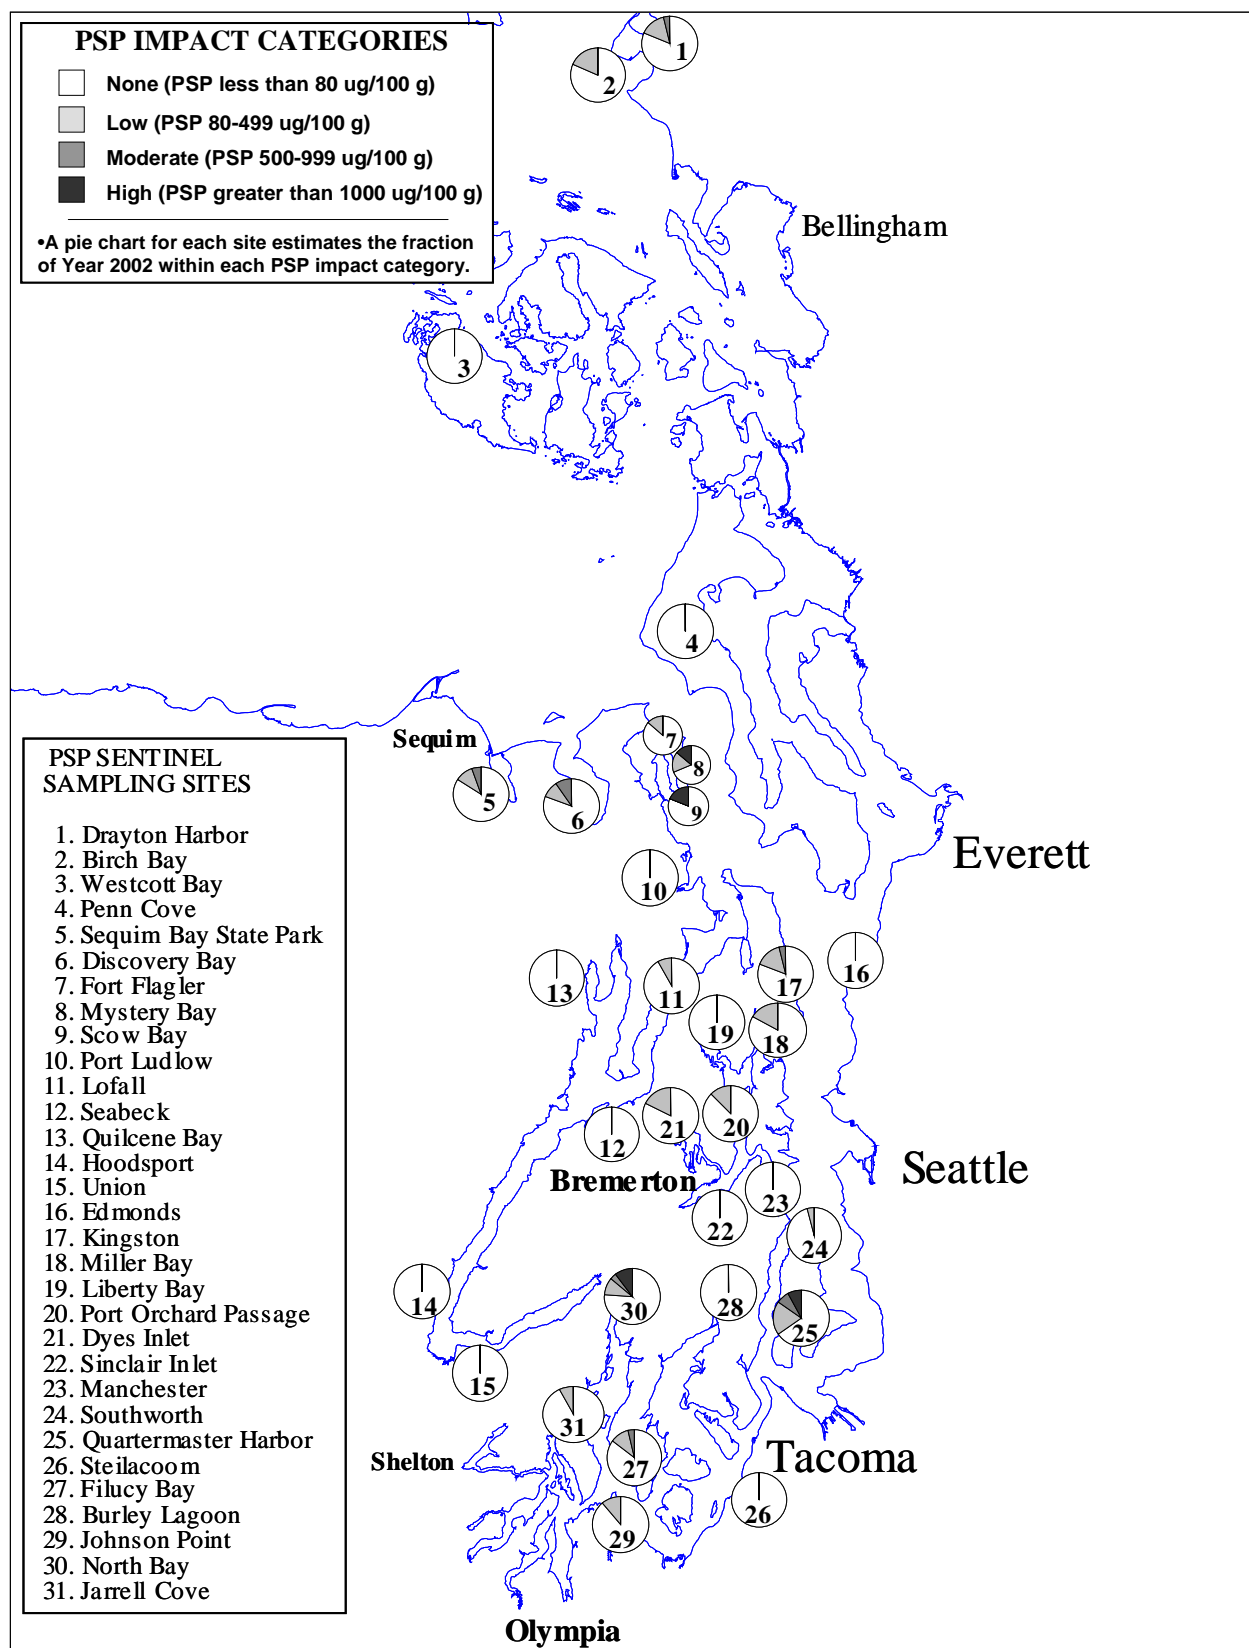 PSP IMPACT CATEGORIES
None (PSP less than 80 ug/100 g)
Low (PSP 80-499 ug/100 g)
Moderate (PSP 500-999 ug/100 g)
High (PSP greater than 1000 ug/100 g)
•A pie chart for each site estimates the fraction
of Year 2002 within each PSP impact category.
1
2
Bellingham
3
4
Sequim
7
8
5
6
9
Everett
10
16
17
13
11
19
18
21
20
12
Bremerton
Seattle
23
22
24
14
30
28
25
15
31
Shelton
27
Tacoma
26
29
Olympia
PSP SENTINEL
SAMPLING SITES
1. Drayton Harbor
2. Birch Bay
3. Westcott Bay
4. Penn Cove
5. Sequim Bay State Park
6. Discovery Bay
7. Fort Flagler
8. Mystery Bay
9. Scow Bay
10. Port Ludlow
11. Lofall
12. Seabeck
13. Quilcene Bay
14. Hoodsport
15. Union
16. Edmonds
17. Kingston
18. Miller Bay
19. Liberty Bay
20. Port Orchard Passage
21. Dyes Inlet
22. Sinclair Inlet
23. Manchester
24. Southworth
25. Quartermaster Harbor
26. Steilacoom
27. Filucy Bay
28. Burley Lagoon
29. Johnson Point
30. North Bay
31. Jarrell Cove